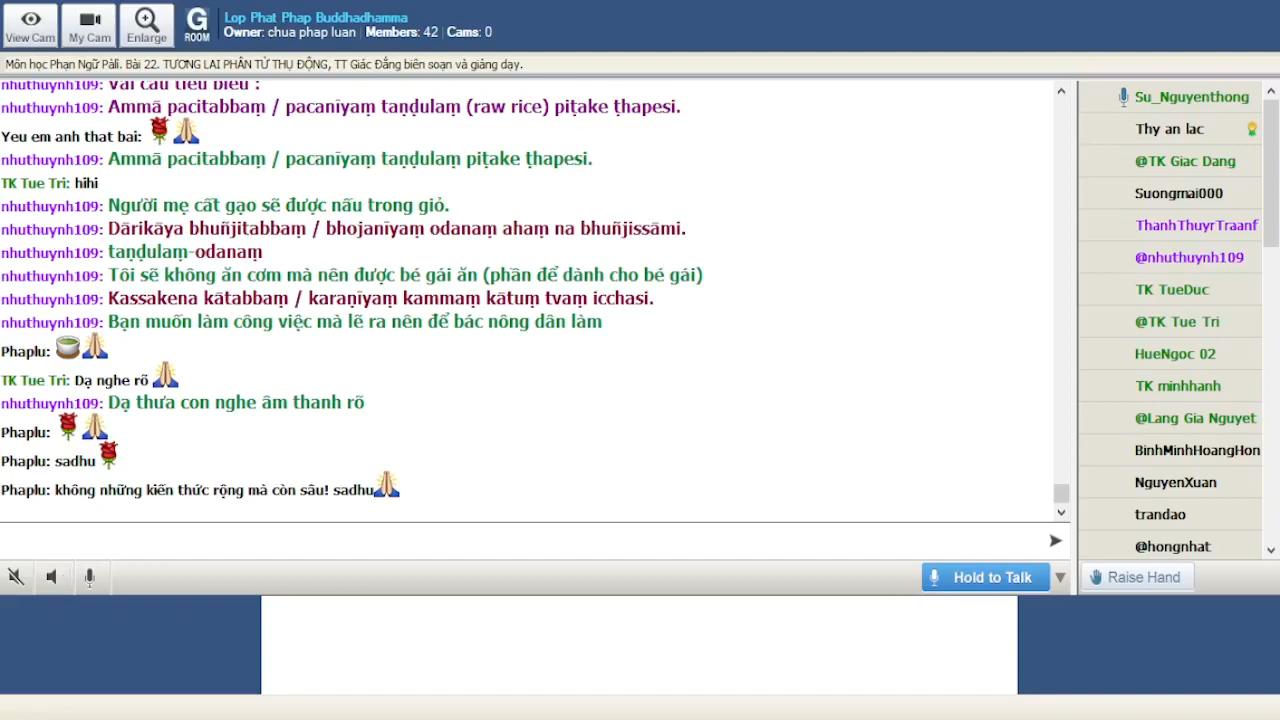 View Cam
My Cam
Enlarge
G
ROOM
Lop Phat Phap Buddhadhamma
Owner: chua phap luan | Members: 42 | Cams: 0
Môn học Phạn Ngữ Pāli. Bài 22. TƯƠNG LAI PHÂN TỪ THỤ ĐỘNG, TT Giác Đẳng biên soạn và giảng dạy.
nhuthuynh109: Vài câu tiêu biểu :
nhuthuynh109: Ammā pacitabbaṃ / pacanīyaṃ taṇḍulaṃ (raw rice) piṭake ṭhapesi.
Yeu em anh that bai:
nhuthuynh109: Ammā pacitabbaṃ / pacanīyaṃ taṇḍulaṃ piṭake ṭhapesi.
TK Tue Tri: hihi
nhuthuynh109: Người mẹ cất gạo sẽ được nấu trong giỏ.
nhuthuynh109: Dārikāya bhuñjitabbaṃ / bhojanīyaṃ odanaṃ ahaṃ na bhuñjissāmi.
nhuthuynh109: taṇḍulaṃ-odanaṃ
nhuthuynh109: Tôi sẽ không ăn cơm mà nên được bé gái ăn (phần để dành cho bé gái)
nhuthuynh109: Kassakena kātabbaṃ / karaṇīyaṃ kammaṃ kātuṃ tvaṃ icchasi.
nhuthuynh109: Bạn muốn làm công việc mà lẽ ra nên để bác nông dân làm
Phaplu:
TK Tue Tri: Dạ nghe rõ
nhuthuynh109: Dạ thưa con nghe âm thanh rõ
Phaplu:
Phaplu: sadhu
Phaplu: không những kiến thức rộng mà còn sâu! sadhu
Hold to Talk
Su_Nguyenthong
Thy an lac
@TK Giac Dang
Suongmai000
ThanhThuyrTraanf
@nhuthuynh109
TK TueDuc
@TK Tue Tri
HueNgoc 02
TK minhhanh
@Lang Gia Nguyet
BinhMinhHoangHon
NguyenXuan
trandao
@hongnhat
Raise Hand